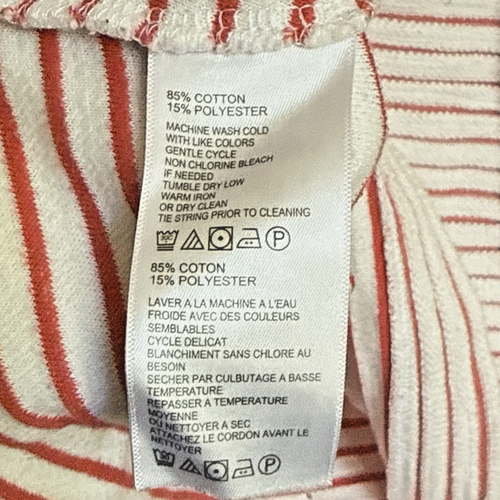 85% COTTON
15% POLYESTER
MACHINE WASH COLD
WITH LIKE COLORS
GENTLE CYCLE
NON CHLORINE BLEACH
IF NEEDED
TUMBLE DRY LOW
WARM IRON
OR DRY CLEAN
TIE STRING PRIOR TO CLEANING
P
85% COTON
15% POLYESTER
LAVER A LA MACHINE A L'EAU
FROIDE AVEC DES COULEURS
SEMBLABLES
CYCLE DELICAT
BLANCHIMENT SANS CHLORE AU
BESOIN
SECHER PAR CULBUTAGE A BASSE
TEMPERATURE
REPASSER A TEMPERATURE
MOYENNE
OU NETTOYER A SEC
ATTACHEZ LE CORDON AVANT LE
NETTOYER
P